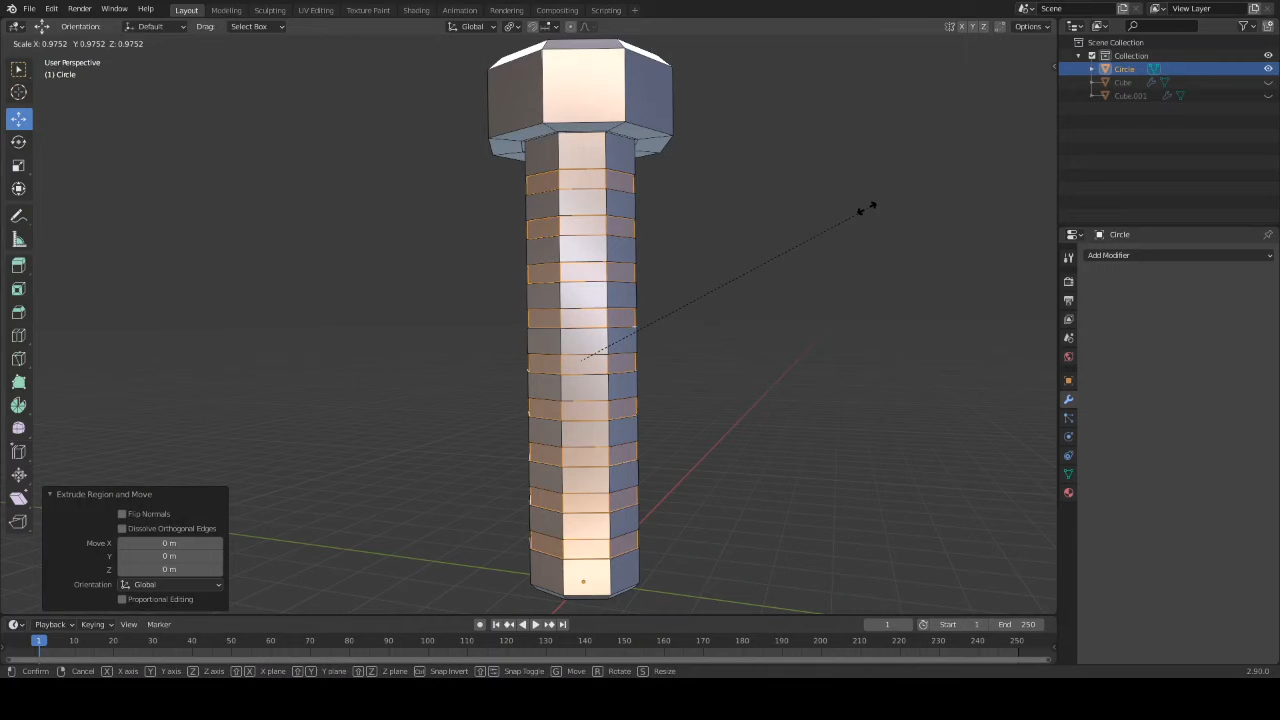 File Edit Render Window Help Layout Modeling Sculpting UV Editing Texture Paint Shading Animation Rendering Compositing Scripting + Scene View Layer
Orientation: Default Drag: Select Box Global X Y Z Options
Scale X: 0.9752 Y: 0.9752 Z: 0.9752
User Perspective
(1) Circle
Scene Collection
Collection
Circle
Cube
Cube.001
Circle
Add Modifier
Extrude Region and Move
Flip Normals
Dissolve Orthogonal Edges
Move X 0 m
Y 0 m
Z 0 m
Orientation Global
Proportional Editing
Playback Keying View Marker 1 Start 1 End 250
1 10 20 30 40 50 60 70 80 90 100 110 120 130 140 150 160 170 180 190 200 210 220 230 240 250
Confirm Cancel X X axis Y Y axis Z Z axis X X plane Y Y plane Z Z plane Snap Invert Snap Toggle G Move R Rotate S Resize 2.90.0